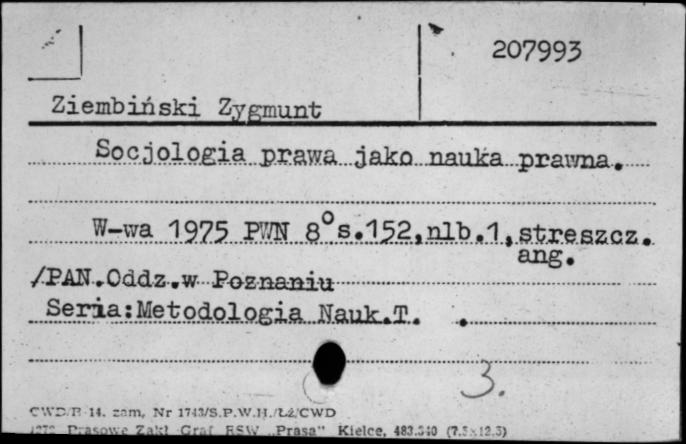 207993
Ziembiński Zygmunt
Socjologia prawa jako nauka prawna.
W-wa 1975 PWN 8° s.152,nlb.1,streszcz.
ang.
/PAN.Oddz.w Poznaniu
Seria:Metodologia Nauk.T. .
3.
CWD/B 14. zam. Nr 1743/S.P.W.H./Łź/CWD
Prasowe Zakł Graf RSW „Prasa" Kielce, 483.340 (7.5×12.5)